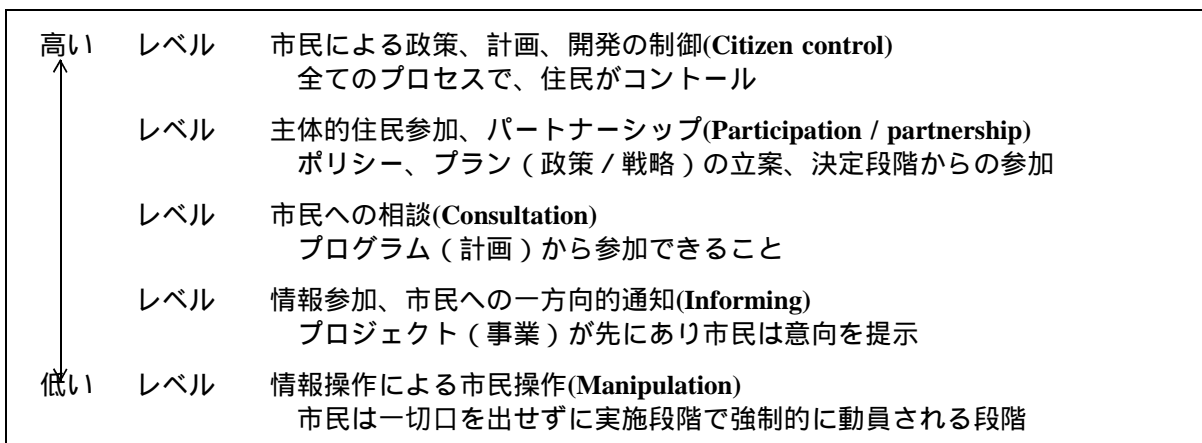 高い レベル 市民による政策、計画、開発の制御(Citizen control)
全てのプロセスで、住民がコントール
レベル 主体的住民参加、パートナーシップ(Participation / partnership)
ポリシー、プラン（政策／戦略）の立案、決定段階からの参加
レベル 市民への相談(Consultation)
プログラム（計画）から参加できること
レベル 情報参加、市民への一方向的通知(Informing)
プロジェクト（事業）が先にあり市民は意向を提示
低い レベル 情報操作による市民操作(Manipulation)
市民は一切口を出せずに実施段階で強制的に動員される段階